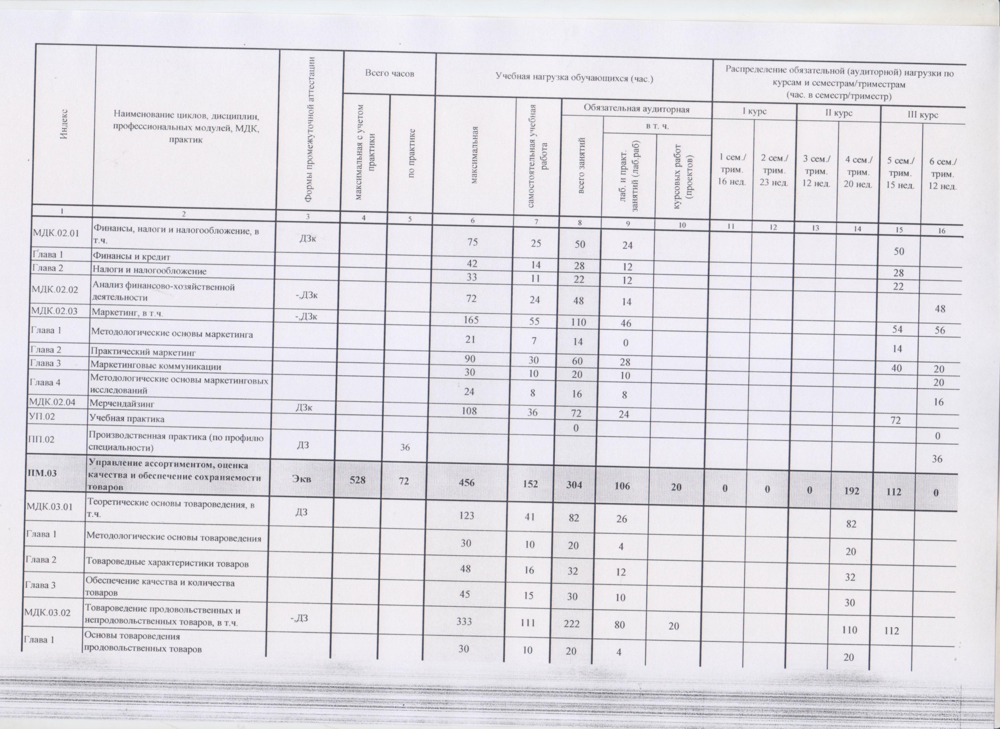 Индекс
Наименование циклов, дисциплин,
профессиональных модулей, МДК,
практик
Формы промежуточной аттестации
Всего часов
максимальная с учетом
практики
по практике
Учебная нагрузка обучающихся (час.)
максимальная
самостоятельная учебная
работа
Обязательная аудиторная
всего занятий
в т. ч.
лаб. и практ.
занятий (лаб.раб)
курсовых работ
(проектов)
Распределение обязательной (аудиторной) нагрузки по
курсам и семестрам/триместрам
(час. в семестр/триместр)
I курс II курс III курс
1 сем./
трим.
16 нед.
2 сем./
трим.
23 нед.
3 сем./
трим.
12 нед.
4 сем./
трим.
20 нед.
5 сем./
трим.
15 нед.
6 сем./
трим.
12 нед.
1 2 3 4 5 6 7 8 9 10 11 12 13 14 15 16
МДК.02.01 Финансы, налоги и налогообложение, в
т.ч. ДЗк 75 25 50 24 50
Глава 1 Финансы и кредит 42 14 28 12 28
Глава 2 Налоги и налогообложение 33 11 22 12 22
МДК.02.02 Анализ финансово-хозяйственной
деятельности -,ДЗк 72 24 48 14 48
МДК.02.03 Маркетинг, в т.ч. -,ДЗк 165 55 110 46 54 56
Глава 1 Методологические основы маркетинга 21 7 14 0 14
Глава 2 Практический маркетинг 90 30 60 28 40 20
Глава 3 Маркетинговые коммуникации 30 10 20 10 20
Глава 4 Методологические основы маркетинговых
исследований 24 8 16 8 16
МДК.02.04 Мерчендайзинг ДЗк 108 36 72 24 72
УП.02 Учебная практика 0 0
ПП.02 Производственная практика (по профилю
специальности) ДЗ 36 36
ПМ.03 Управление ассортиментом, оценка
качества и обеспечение сохраняемости
товаров Экв 528 72 456 152 304 106 20 0 0 0 192 112 0
МДК.03.01 Теоретические основы товароведения, в
т.ч. ДЗ 123 41 82 26 82
Глава 1 Методологические основы товароведения 30 10 20 4 20
Глава 2 Товароведные характеристики товаров 48 16 32 12 32
Глава 3 Обеспечение качества и количества
товаров 45 15 30 10 30
МДК.03.02 Товароведение продовольственных и
непродовольственных товаров, в т.ч. -,ДЗ 333 111 222 80 20 110 112
Глава 1 Основы товароведения
продовольственных товаров 30 10 20 4 20